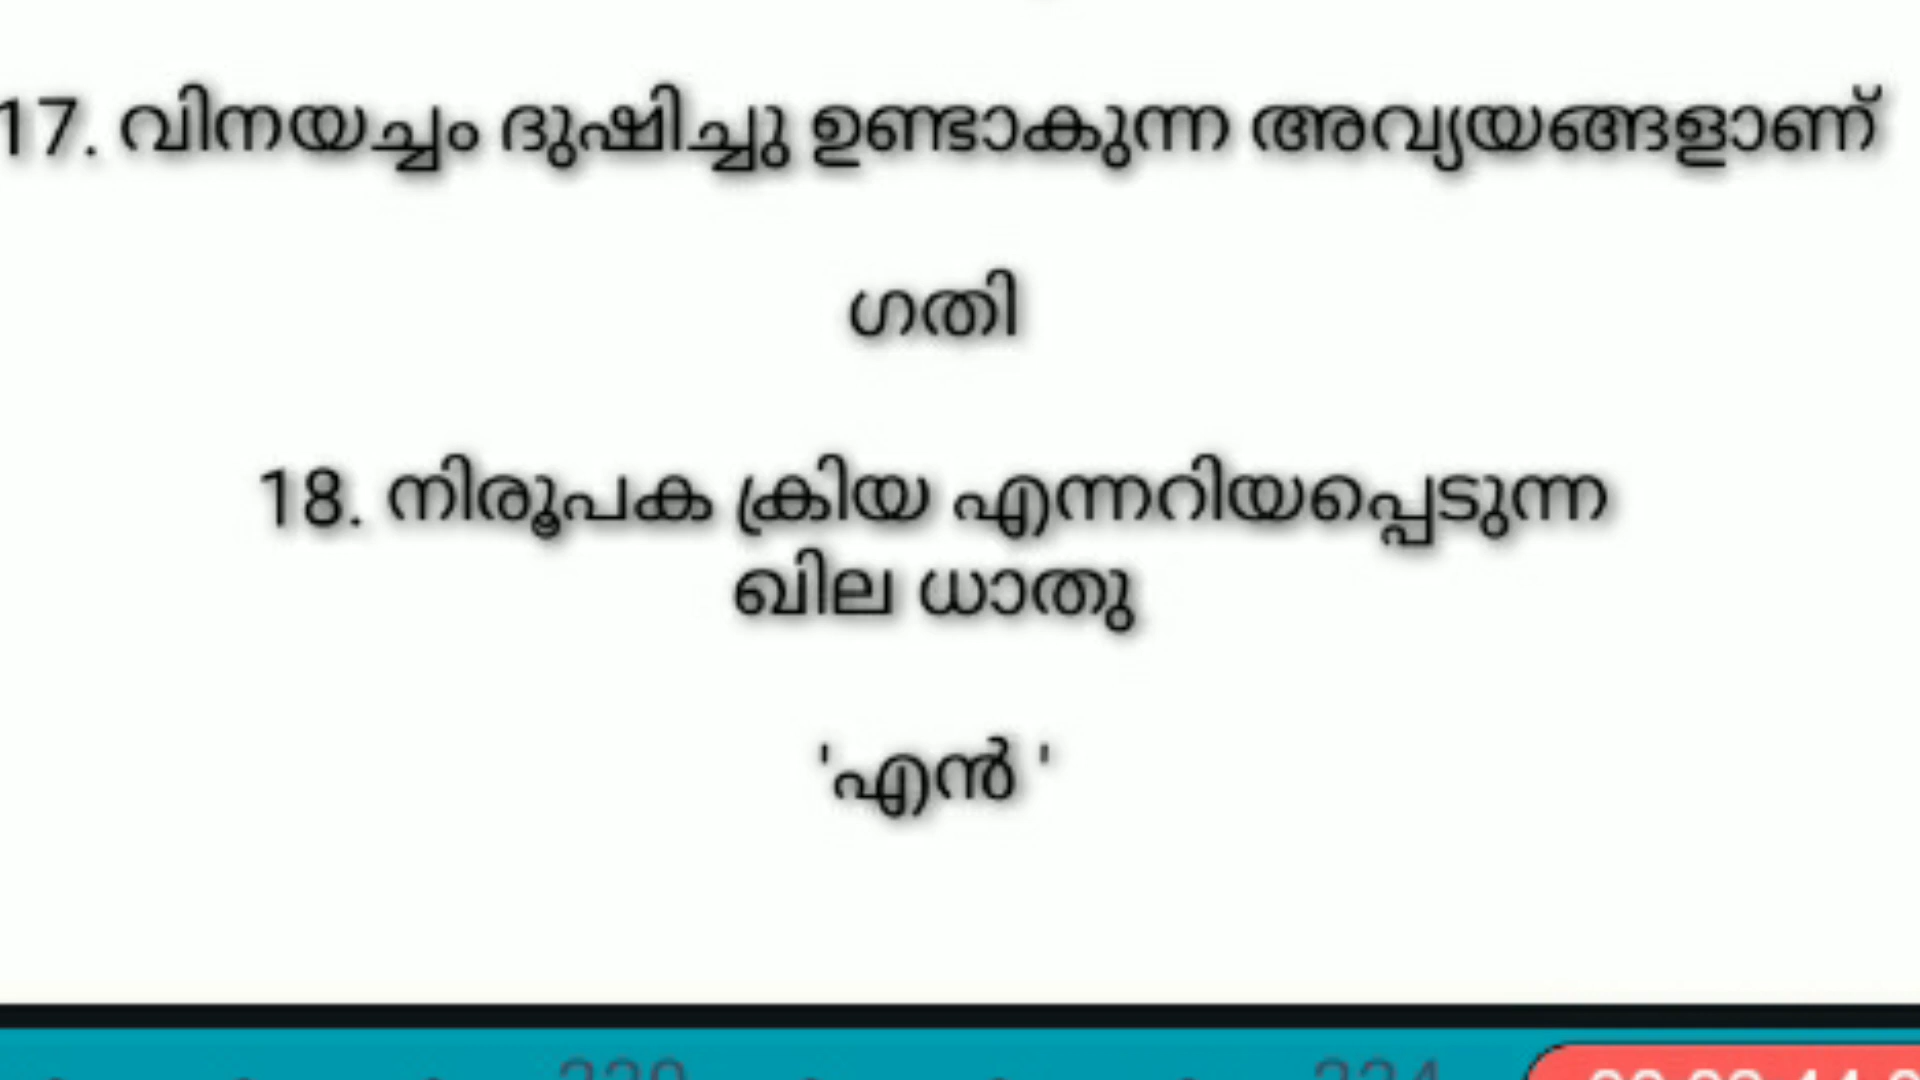 17. വിനയച്ചം ദുഷിച്ചു ഉണ്ടാകുന്ന അവ്യയങ്ങളാണ്
ഗതി
18. നിരൂപക ക്രിയ എന്നറിയപ്പെടുന്ന
ഖില ധാതു
'എൻ '